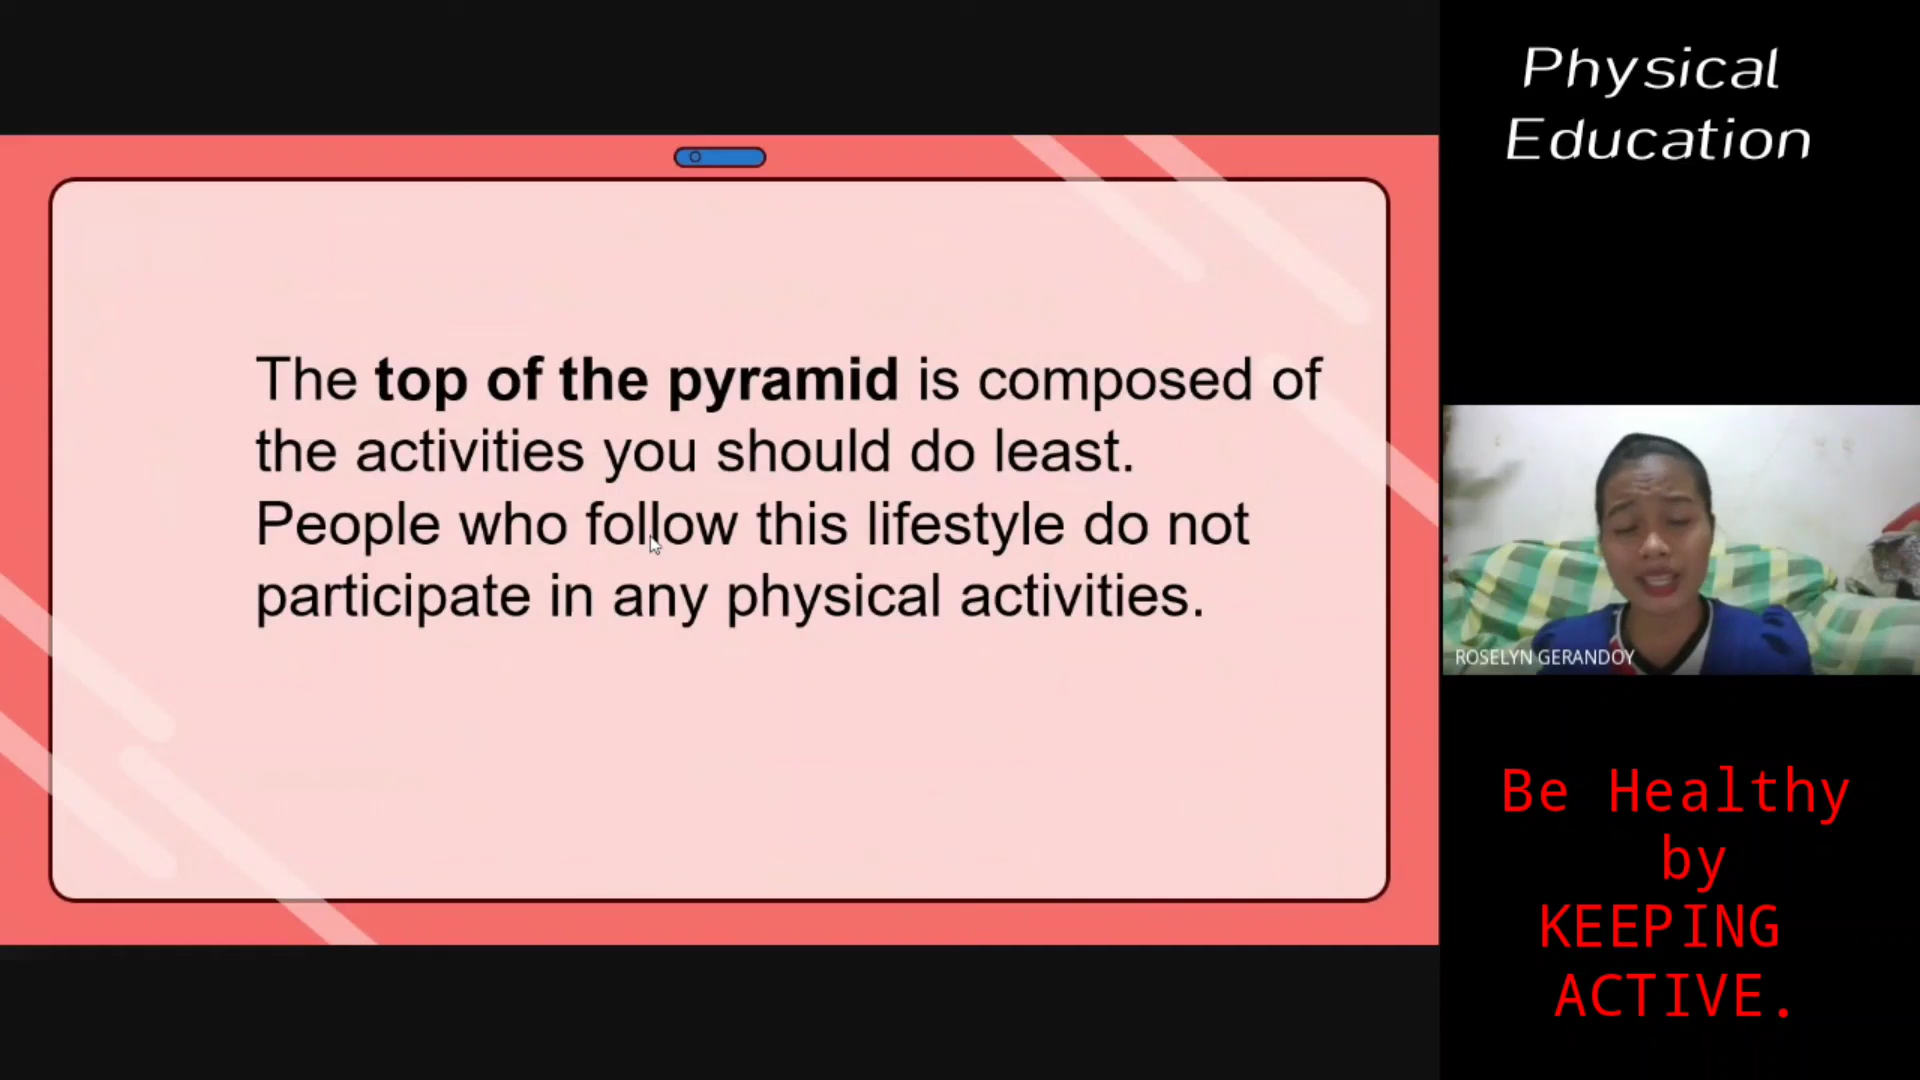 The top of the pyramid is composed of
the activities you should do least.
People who follow this lifestyle do not
participate in any physical activities.
Physical
Education
ROSELYN GERANDOY
Be Healthy
by
KEEPING
ACTIVE.